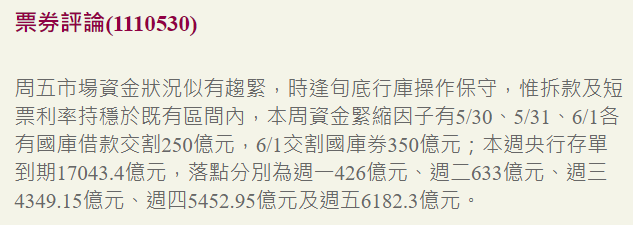 票券評論(1110530)
周五市場資金狀況似有趨緊，時逢旬底行庫操作保守，惟拆款及短
票利率持穩於既有區間內，本周資金緊縮因子有5/30、5/31、6/1各
有國庫借款交割250億元，6/1交割國庫券350億元；本週央行存單
到期17043.4億元，落點分別為週一426億元、週二633億元、週三
4349.15億元、週四5452.95億元及週五6182.3億元。